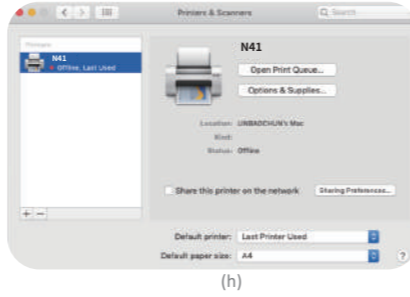 Printers & Scanners
Search
Printers
N41
Offline, Last Used
N41
Open Print Queue...
Options & Supplies...
Location: UNBAOCHUN's Mac
Kind:
Status: Offline
Share this printer on the network
Sharing Preferences...
+ −
Default printer: Last Printer Used
Default paper size: A4
?
(h)